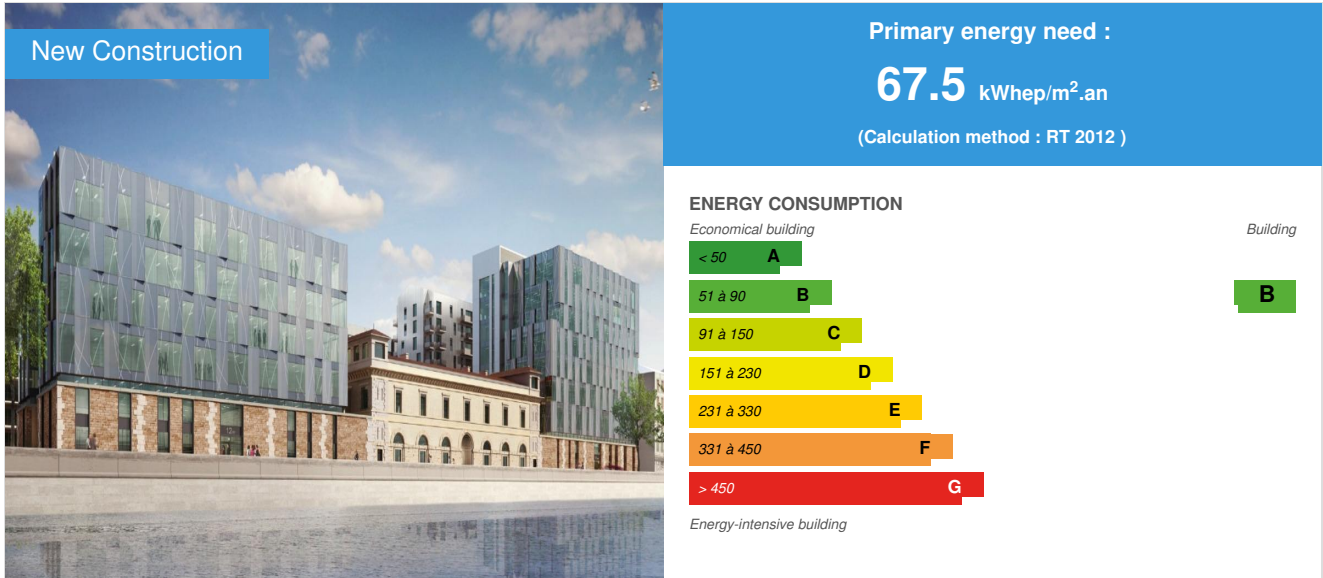 New Construction
Primary energy need :
67.5 kWhep/m².an
(Calculation method : RT 2012 )
ENERGY CONSUMPTION
Economical building
Building
< 50 A
51 à 90 B
B
91 à 150 C
151 à 230 D
231 à 330 E
331 à 450 F
> 450 G
Energy-intensive building